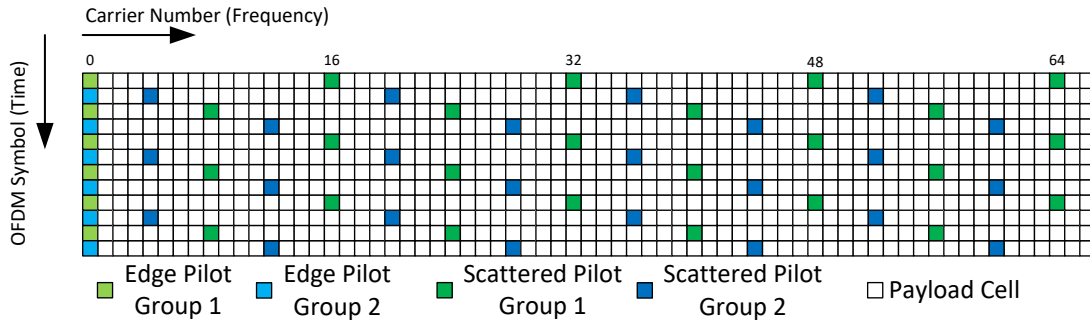 Carrier Number (Frequency)
0 16 32 48 64
OFDM Symbol (Time)
Edge Pilot
Group 1
Edge Pilot
Group 2
Scattered Pilot
Group 1
Scattered Pilot
Group 2
Payload Cell